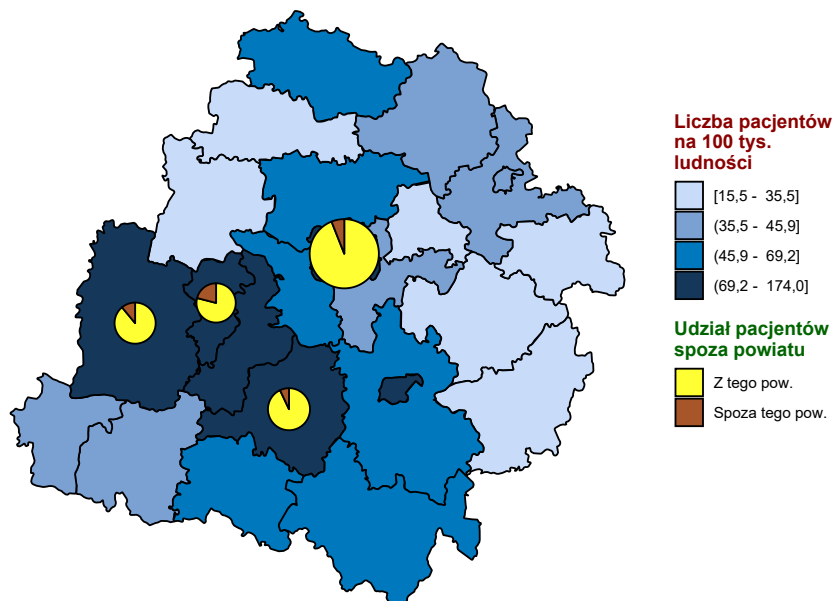 Liczba pacjentów
na 100 tys.
ludności
[15,5 - 35,5]
(35,5 - 45,9]
(45,9 - 69,2]
(69,2 - 174,0]
Udział pacjentów
spoza powiatu
Z tego pow.
Spoza tego pow.